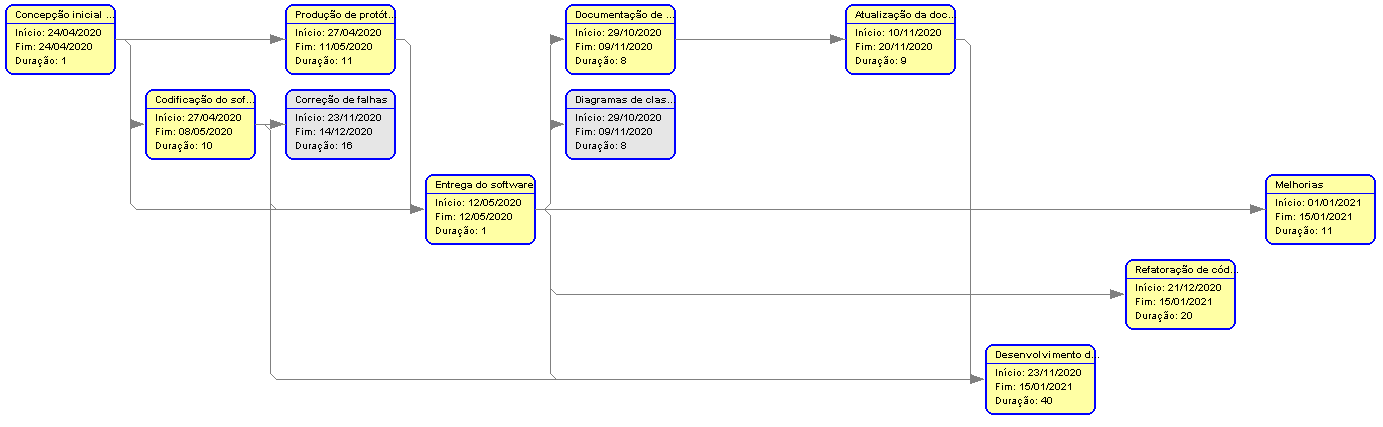 Concepção inicial ...
Início: 24/04/2020
Fim: 24/04/2020
Duração: 1
Produção de protót...
Início: 27/04/2020
Fim: 11/05/2020
Duração: 11
Documentação de ...
Início: 29/10/2020
Fim: 09/11/2020
Duração: 8
Atualização da doc...
Início: 10/11/2020
Fim: 20/11/2020
Duração: 9
Codificação do sof...
Início: 27/04/2020
Fim: 08/05/2020
Duração: 10
Correção de falhas
Início: 23/11/2020
Fim: 14/12/2020
Duração: 16
Diagramas de clas...
Início: 29/10/2020
Fim: 09/11/2020
Duração: 8
Entrega do software
Início: 12/05/2020
Fim: 12/05/2020
Duração: 1
Melhorias
Início: 01/01/2021
Fim: 15/01/2021
Duração: 11
Refatoração de cód...
Início: 21/12/2020
Fim: 15/01/2021
Duração: 20
Desenvolvimento d...
Início: 23/11/2020
Fim: 15/01/2021
Duração: 40